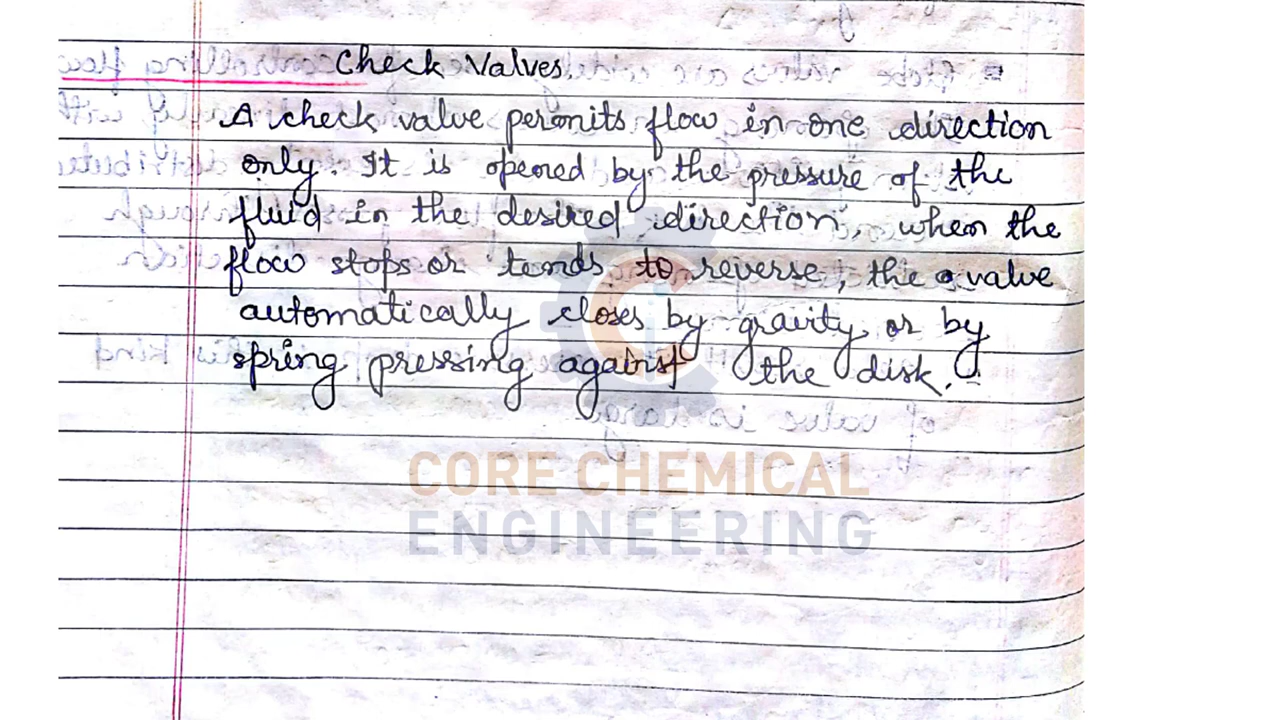 Check Valves.
A check valve permits flow in one direction
only. It is opened by the pressure of the
fluid in the desired direction, when the
flow stops or tends to reverse, the valve
automatically closes by gravity or by
spring pressing against the disk.
CORE CHEMICAL
ENGINEERING